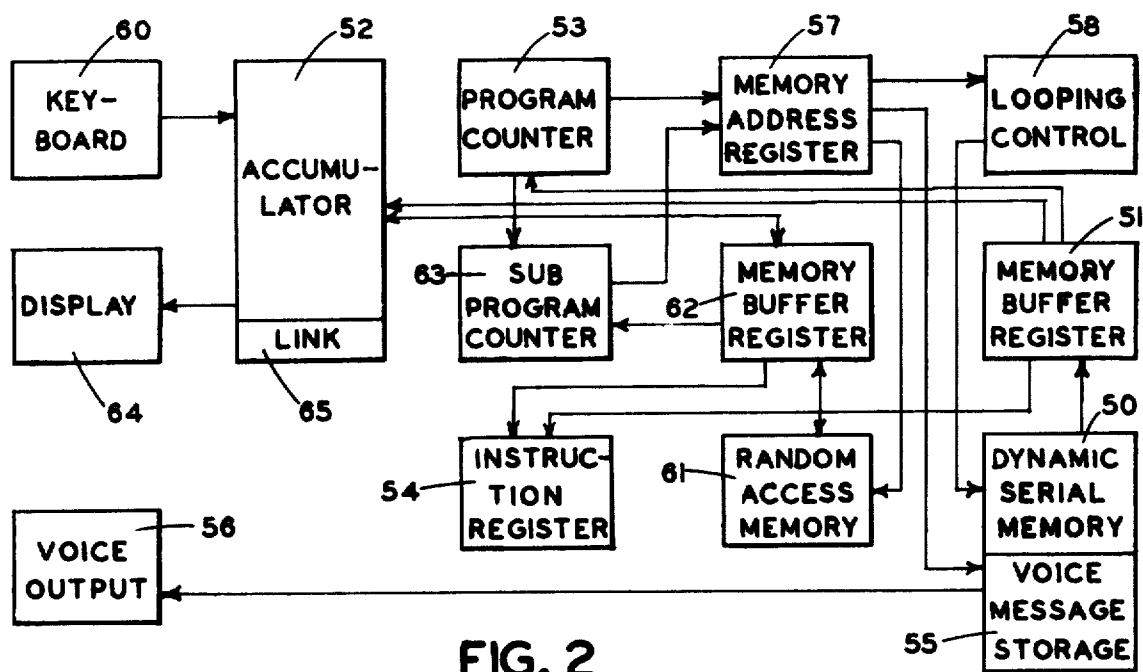 60
KEY-
BOARD
52
ACCUMU-
LATOR
LINK
65
53
PROGRAM
COUNTER
57
MEMORY
ADDRESS
REGISTER
58
LOOPING
CONTROL
DISPLAY
64
63
SUB
PROGRAM
COUNTER
62
MEMORY
BUFFER
REGISTER
51
MEMORY
BUFFER
REGISTER
54
INSTRUC-
TION
REGISTER
61
RANDOM
ACCESS
MEMORY
50
DYNAMIC
SERIAL
MEMORY
56
VOICE
OUTPUT
VOICE
MESSAGE
STORAGE
55
FIG. 2